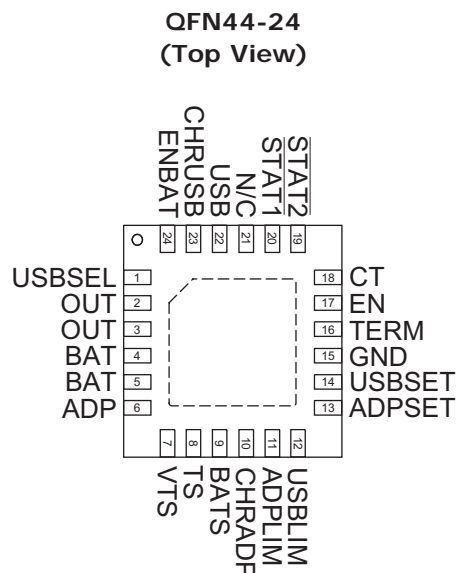 QFN44-24
(Top View)
ENBAT
CHRUSB
USB
N/C
STAT1
STAT2
24
23
22
21
20
19
USBSEL 1
OUT 2
OUT 3
BAT 4
BAT 5
ADP 6
18 CT
17 EN
16 TERM
15 GND
14 USBSET
13 ADPSET
7
8
9
10
11
12
VTS
TS
BATS
CHRADP
ADPLIM
USBLIM